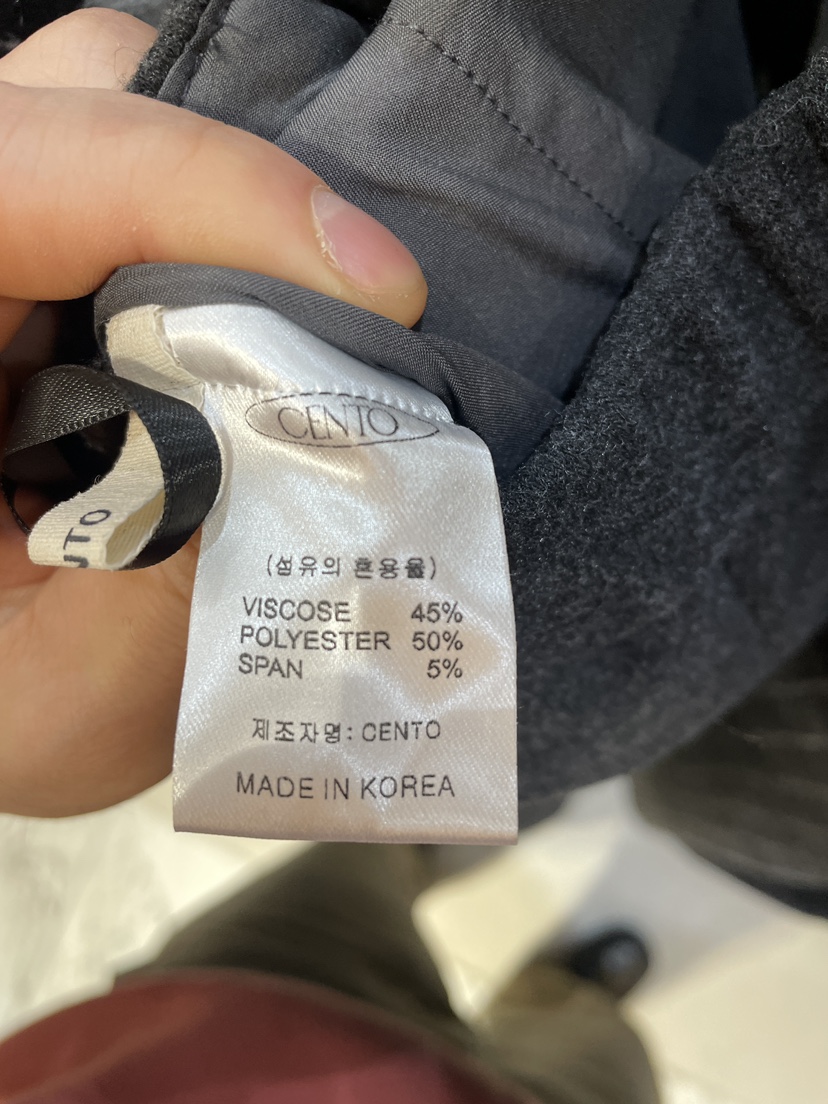 CENTO
(섬유의 혼용율)
VISCOSE 45%
POLYESTER 50%
SPAN 5%
제조자명: CENTO
MADE IN KOREA
NTO